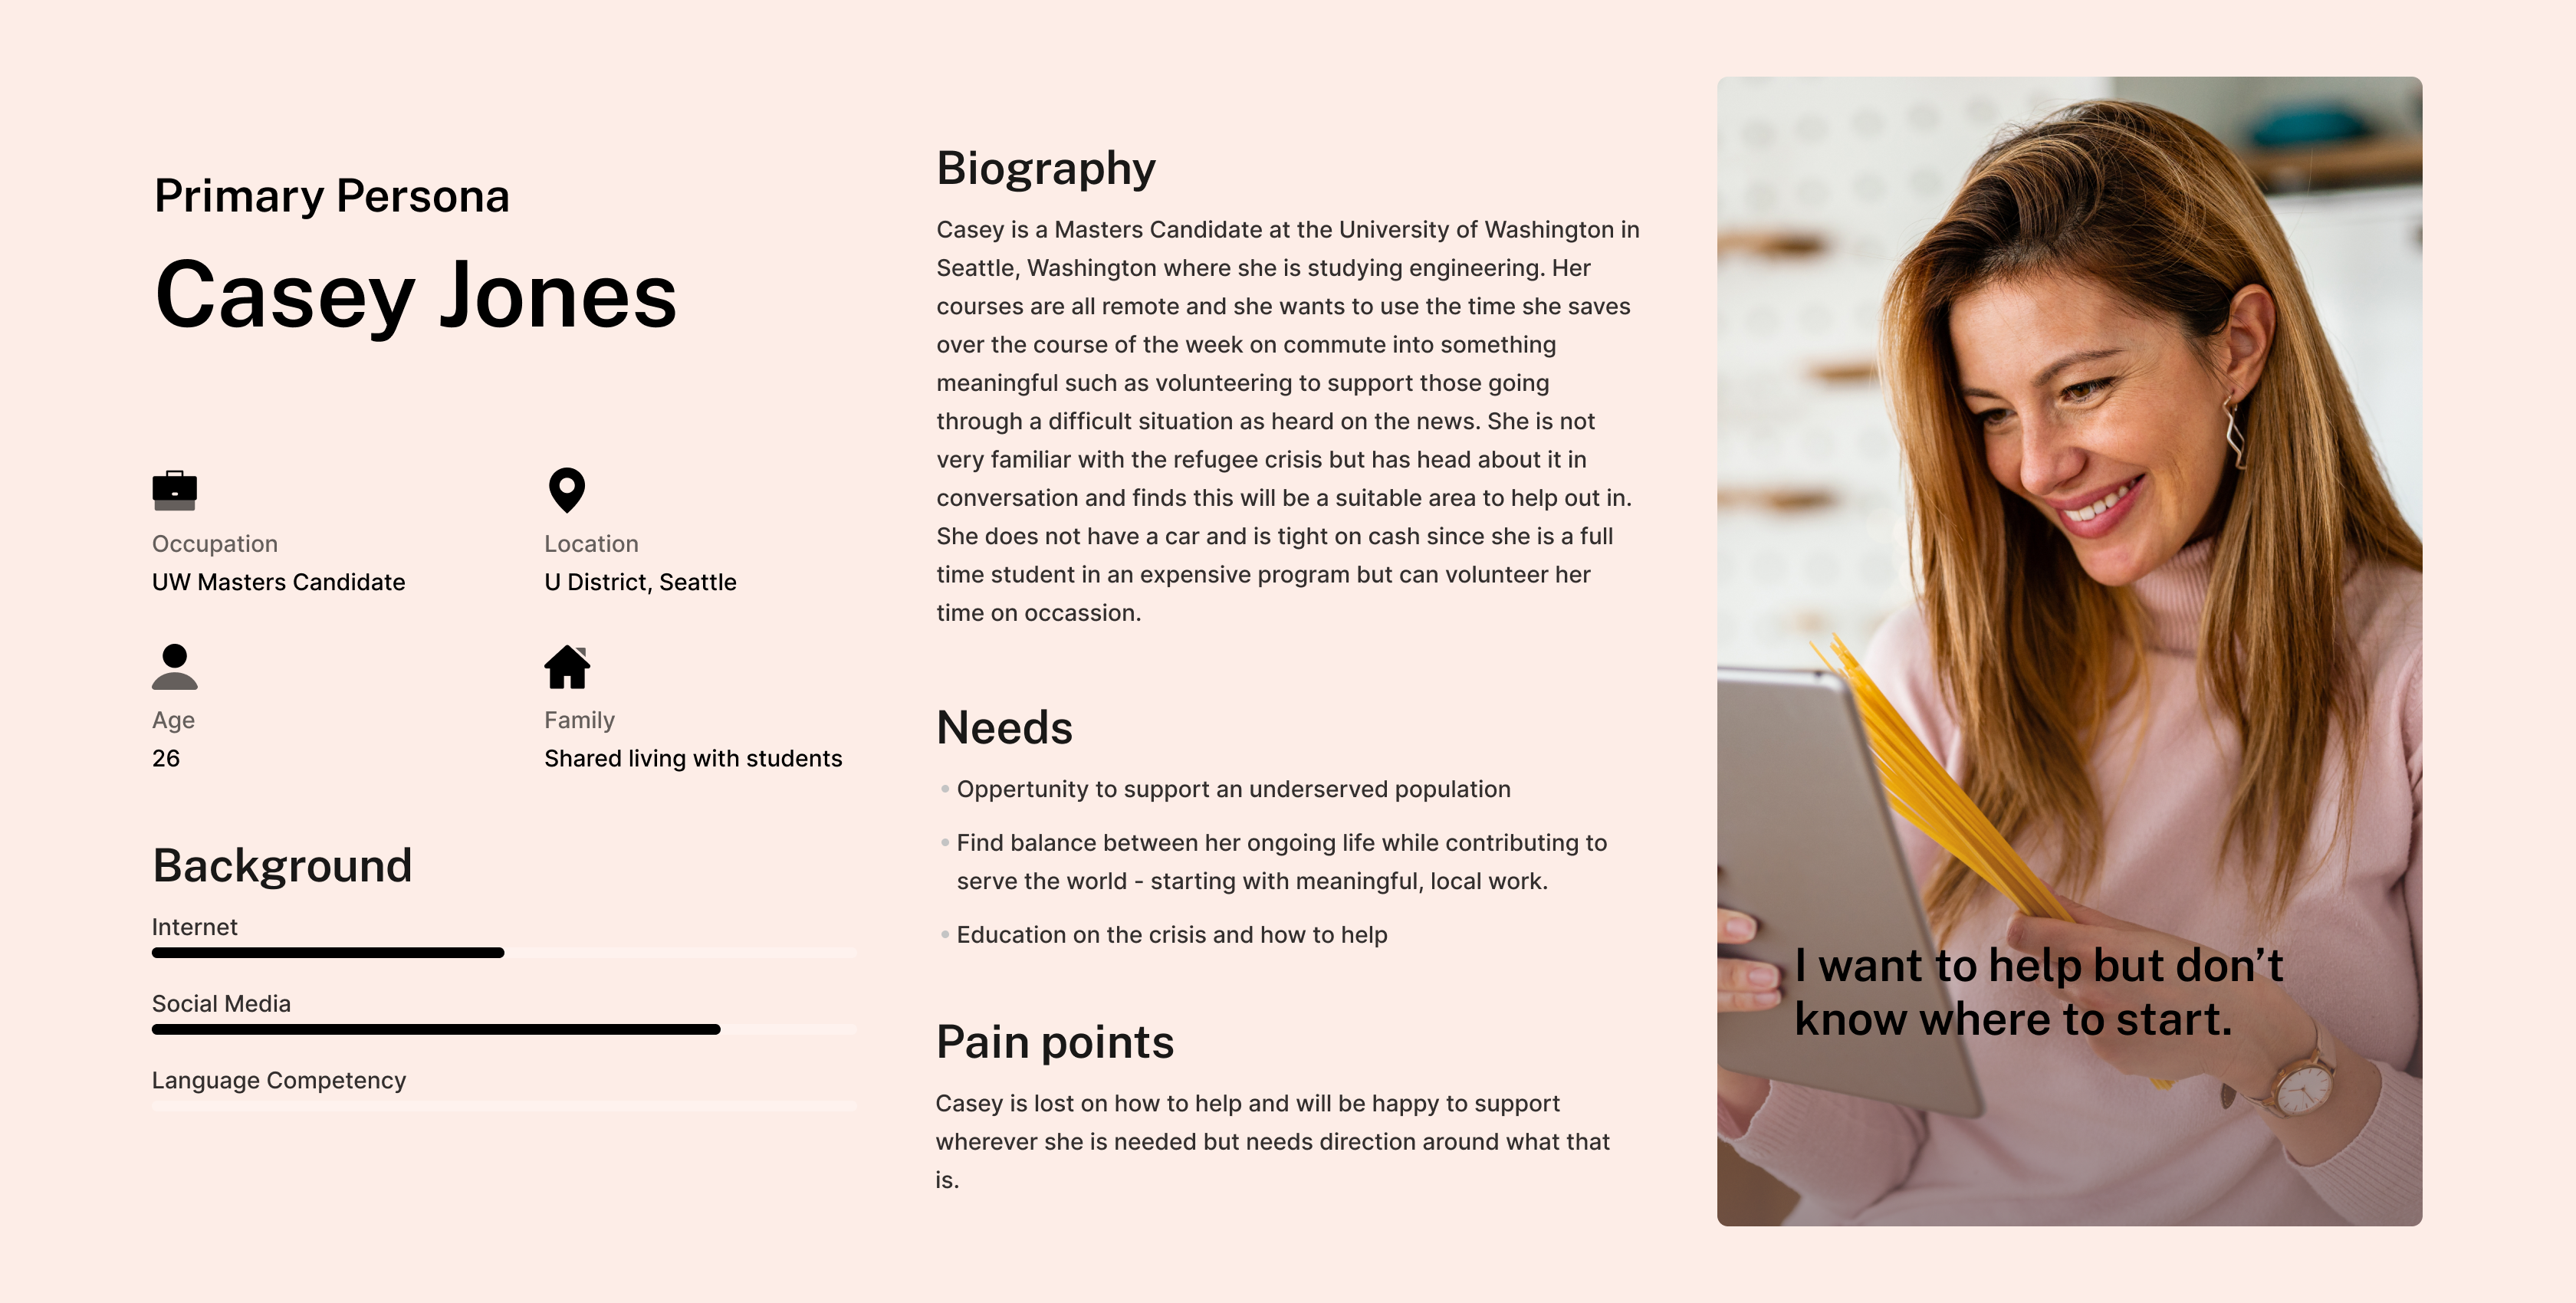 Primary Persona
Casey Jones
Occupation
UW Masters Candidate
Location
U District, Seattle
Age
26
Family
Shared living with students
Background
Internet
Social Media
Language Competency
Biography
Casey is a Masters Candidate at the University of Washington in
Seattle, Washington where she is studying engineering. Her
courses are all remote and she wants to use the time she saves
over the course of the week on commute into something
meaningful such as volunteering to support those going
through a difficult situation as heard on the news. She is not
very familiar with the refugee crisis but has head about it in
conversation and finds this will be a suitable area to help out in.
She does not have a car and is tight on cash since she is a full
time student in an expensive program but can volunteer her
time on occassion.
Needs
• Oppertunity to support an underserved population
• Find balance between her ongoing life while contributing to
serve the world - starting with meaningful, local work.
• Education on the crisis and how to help
Pain points
Casey is lost on how to help and will be happy to support
wherever she is needed but needs direction around what that
is.
I want to help but don’t
know where to start.